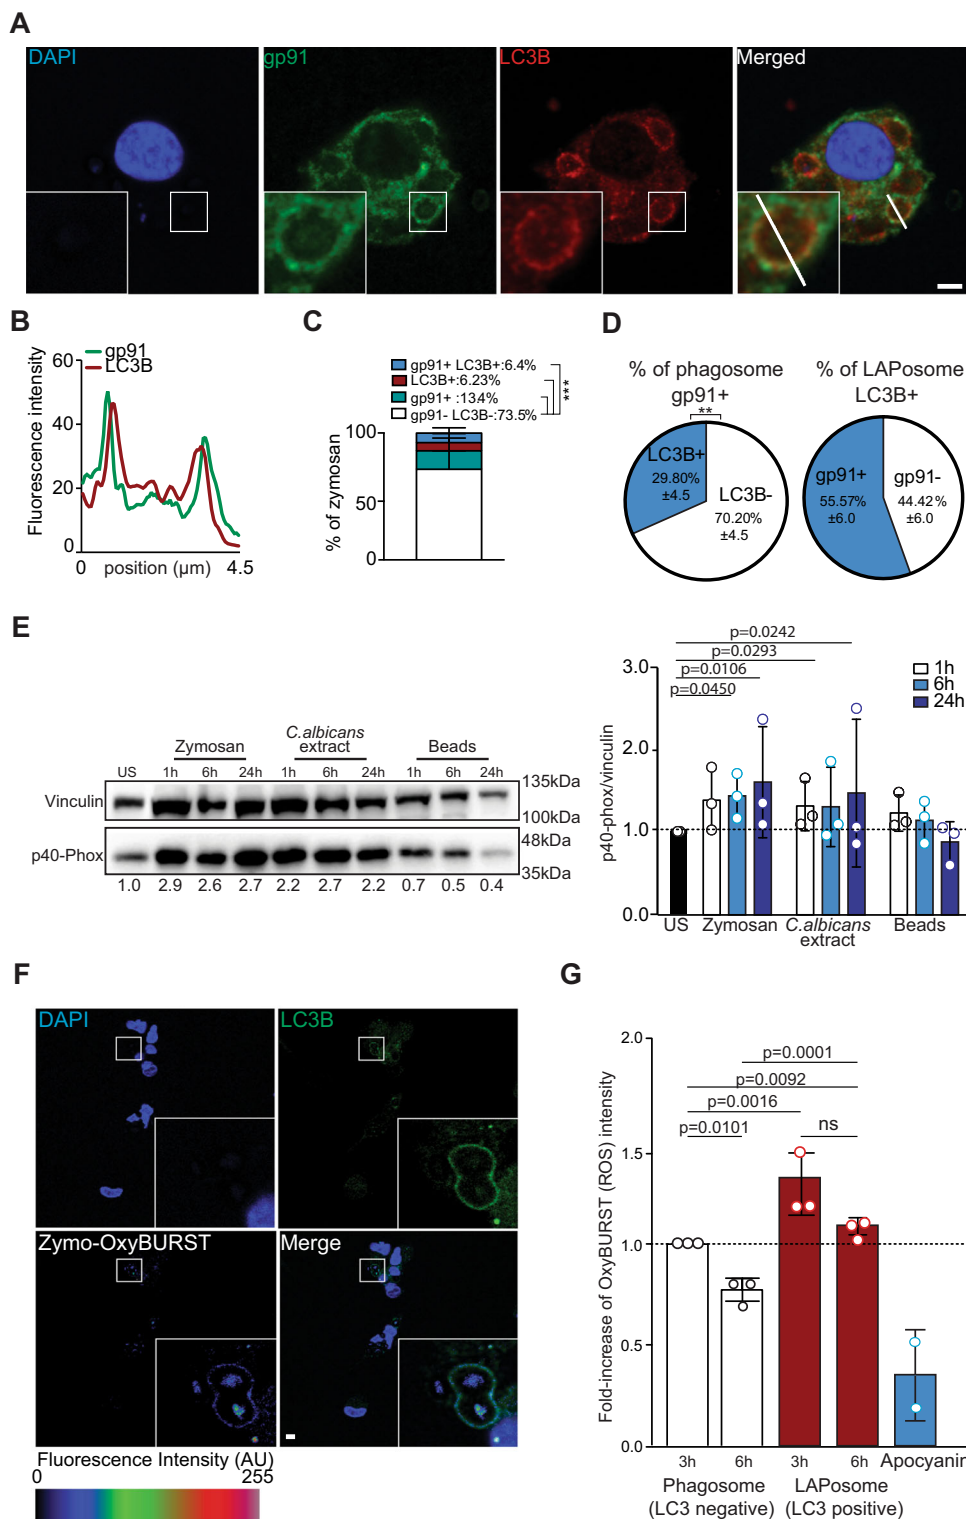 A
DAPI
gp91
LC3B
Merged
B
gp91
LC3B
Fluorescence intensity
60
40
20
0
0
position (μm)
4.5
C
gp91+ LC3B+:6.4%
LC3B+:6.23%
gp91+ :13.4%
gp91- LC3B-:73.5%
***
% of zymosan
100
50
0
D
% of phagosome
gp91+
**
LC3B+
29.80%
±4.5
LC3B-
70.20%
±4.5
% of LAPosome
LC3B+
gp91+
55.57%
±6.0
gp91-
44.42%
±6.0
E
Zymosan
C.albicans
extract
Beads
US 1h 6h 24h 1h 6h 24h 1h 6h 24h
Vinculin
135kDa
100kDa
p40-Phox
48kDa
35kDa
1.0 2.9 2.6 2.7 2.2 2.7 2.2 0.7 0.5 0.4
p=0.0242
p=0.0293
p=0.0106
p=0.0450
1h
6h
24h
p40-phox/vinculin
3.0
2.0
1.0
0.0
US Zymosan C.albicans
extract
Beads
F
DAPI
LC3B
Zymo-OxyBURST
Merge
Fluorescence Intensity (AU)
0 255
G
Fold-increase of OxyBURST (ROS) intensity
2.0
1.5
1.0
0.5
0.0
p=0.0001
p=0.0092
p=0.0016
p=0.0101
ns
3h 6h 3h 6h Apocyanin
Phagosome
(LC3 negative)
LAPosome
(LC3 positive)